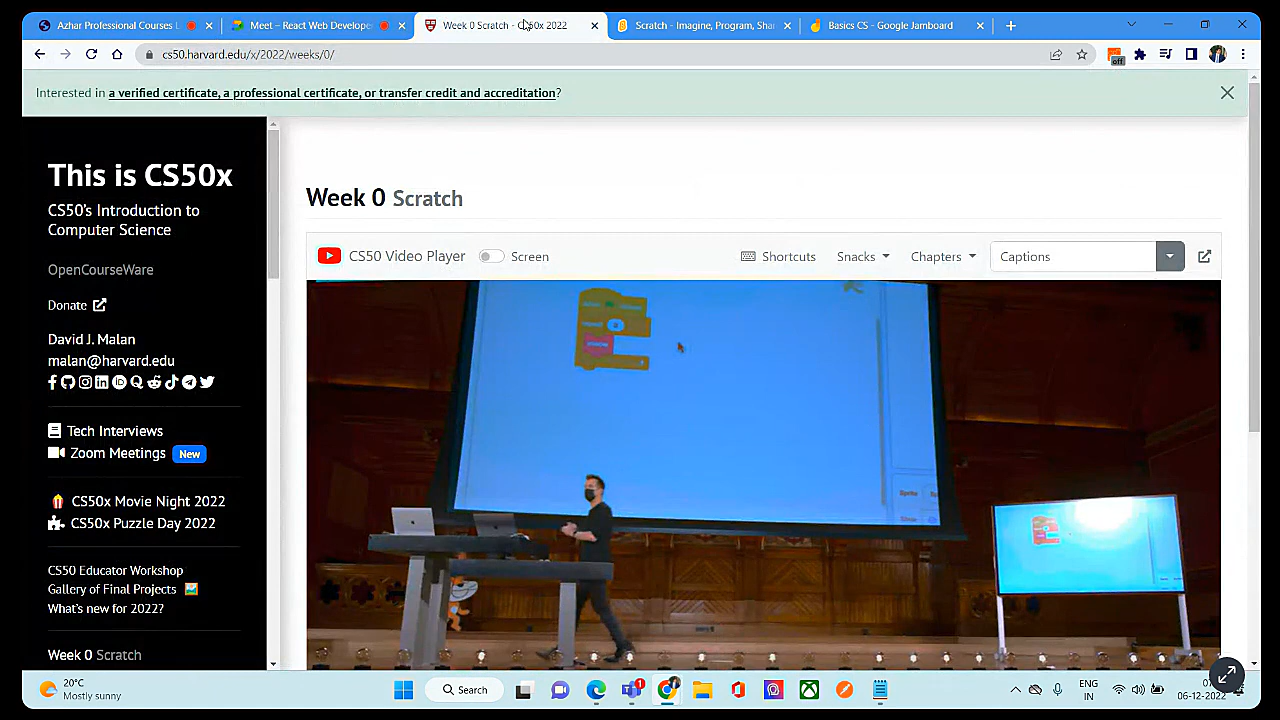 Azhar Professional Courses L
Meet – React Web Develope
Week 0 Scratch - CS50x 2022
Scratch - Imagine, Program, Sha
Basics CS - Google Jamboard
cs50.harvard.edu/x/2022/weeks/0/
off
Interested in a verified certificate, a professional certificate, or transfer credit and accreditation?
This is CS50x
CS50's Introduction to
Computer Science
OpenCourseWare
Donate
David J. Malan
malan@harvard.edu
Tech Interviews
Zoom Meetings New
CS50x Movie Night 2022
CS50x Puzzle Day 2022
CS50 Educator Workshop
Gallery of Final Projects
What's new for 2022?
Week 0 Scratch
Week 0 Scratch
CS50 Video Player
Screen
Shortcuts
Snacks
Chapters
Captions
Sprite
20°C
Mostly sunny
Search
1
ENG
IN
06-12-2022